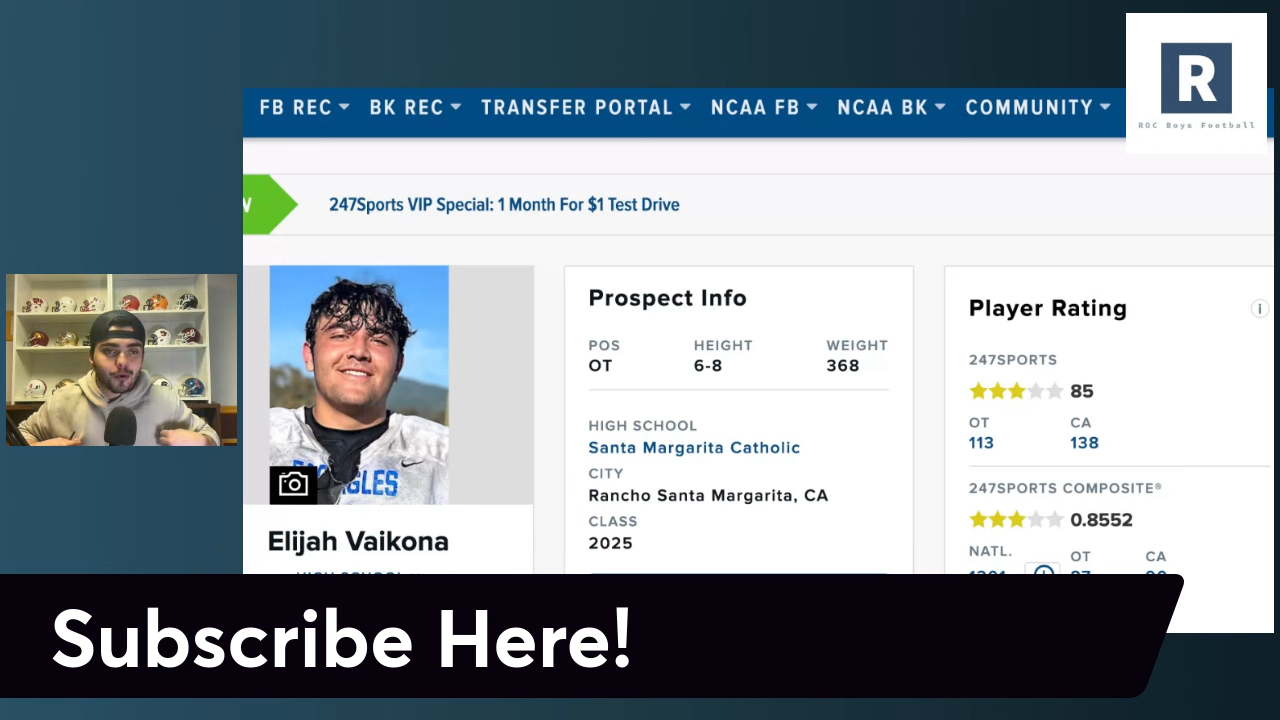 FB REC
BK REC
TRANSFER PORTAL
NCAA FB
NCAA BK
COMMUNITY
R
ROC Boys Football
247Sports VIP Special: 1 Month For $1 Test Drive
EAGLES
Elijah Vaikona
Prospect Info
POS HEIGHT WEIGHT
OT 6-8 368
HIGH SCHOOL
Santa Margarita Catholic
CITY
Rancho Santa Margarita, CA
CLASS
2025
Player Rating
247SPORTS
85
OT CA
113 138
247SPORTS COMPOSITE®
0.8552
NATL. OT CA
Subscribe Here!